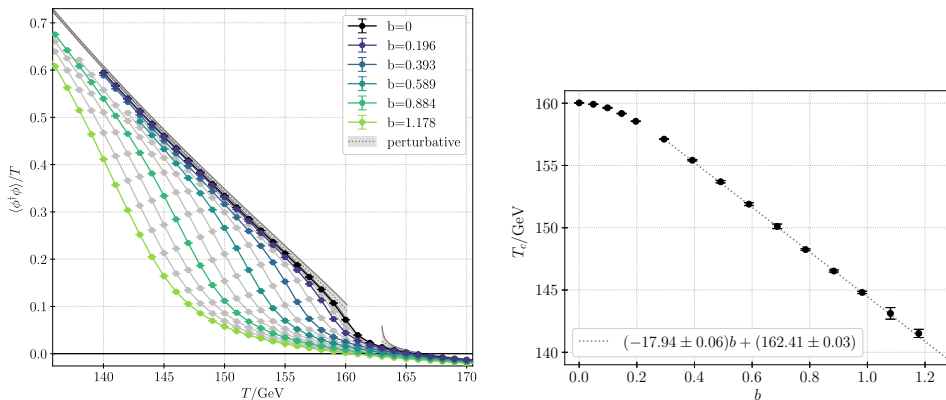 0.7
0.6
0.5
0.4
0.3
0.2
0.1
0.0
⟨ϕ†ϕ⟩/T
140
145
150
155
160
165
170
T/GeV
b=0
b=0.196
b=0.393
b=0.589
b=0.884
b=1.178
perturbative
160
155
150
145
140
T_c/GeV
(−17.94 ± 0.06)b + (162.41 ± 0.03)
0.0
0.2
0.4
0.6
0.8
1.0
1.2
b